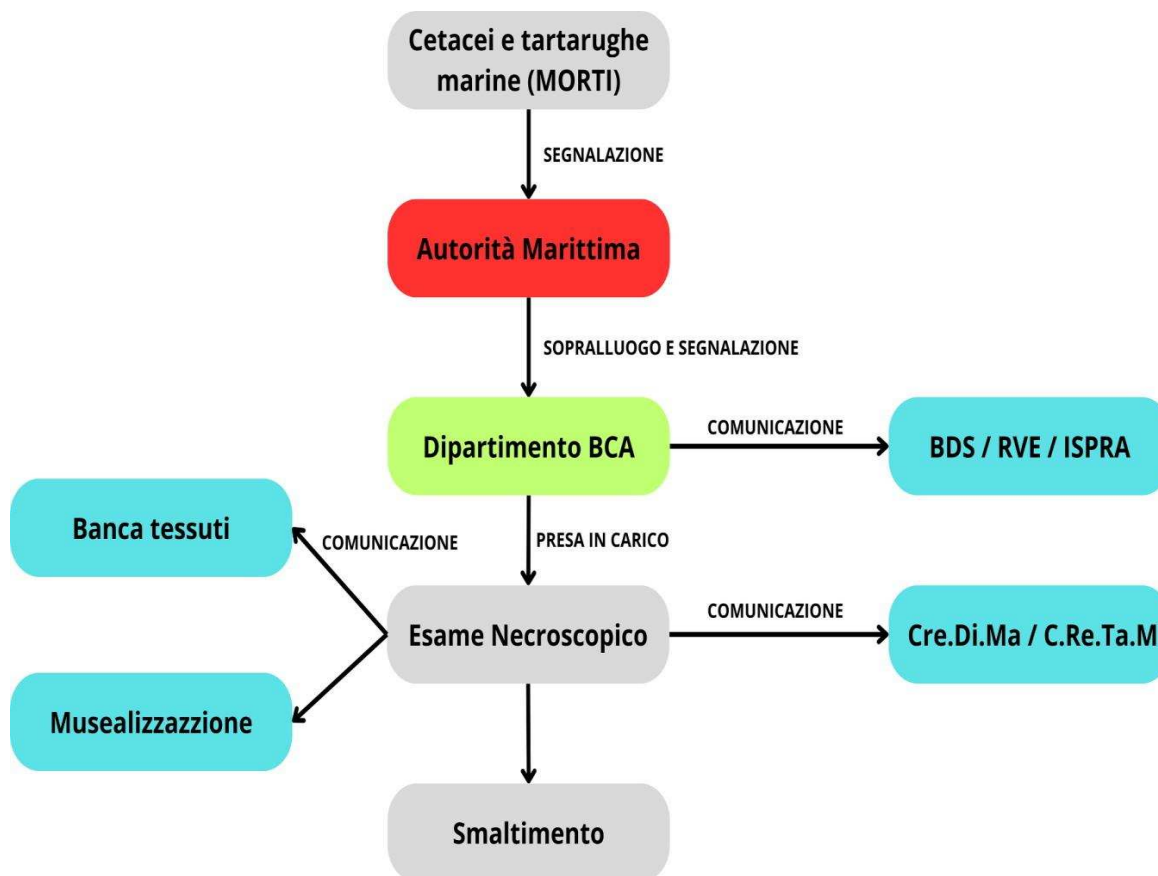 Cetacei e tartarughe
marine (MORTI)
SEGNALAZIONE
Autorità Marittima
SOPRALLUOGO E SEGNALAZIONE
Dipartimento BCA
COMUNICAZIONE
BDS / RVE / ISPRA
Banca tessuti
COMUNICAZIONE
PRESA IN CARICO
Esame Necroscopico
COMUNICAZIONE
Cre.Di.Ma / C.Re.Ta.M
Musealizzazzione
Smaltimento